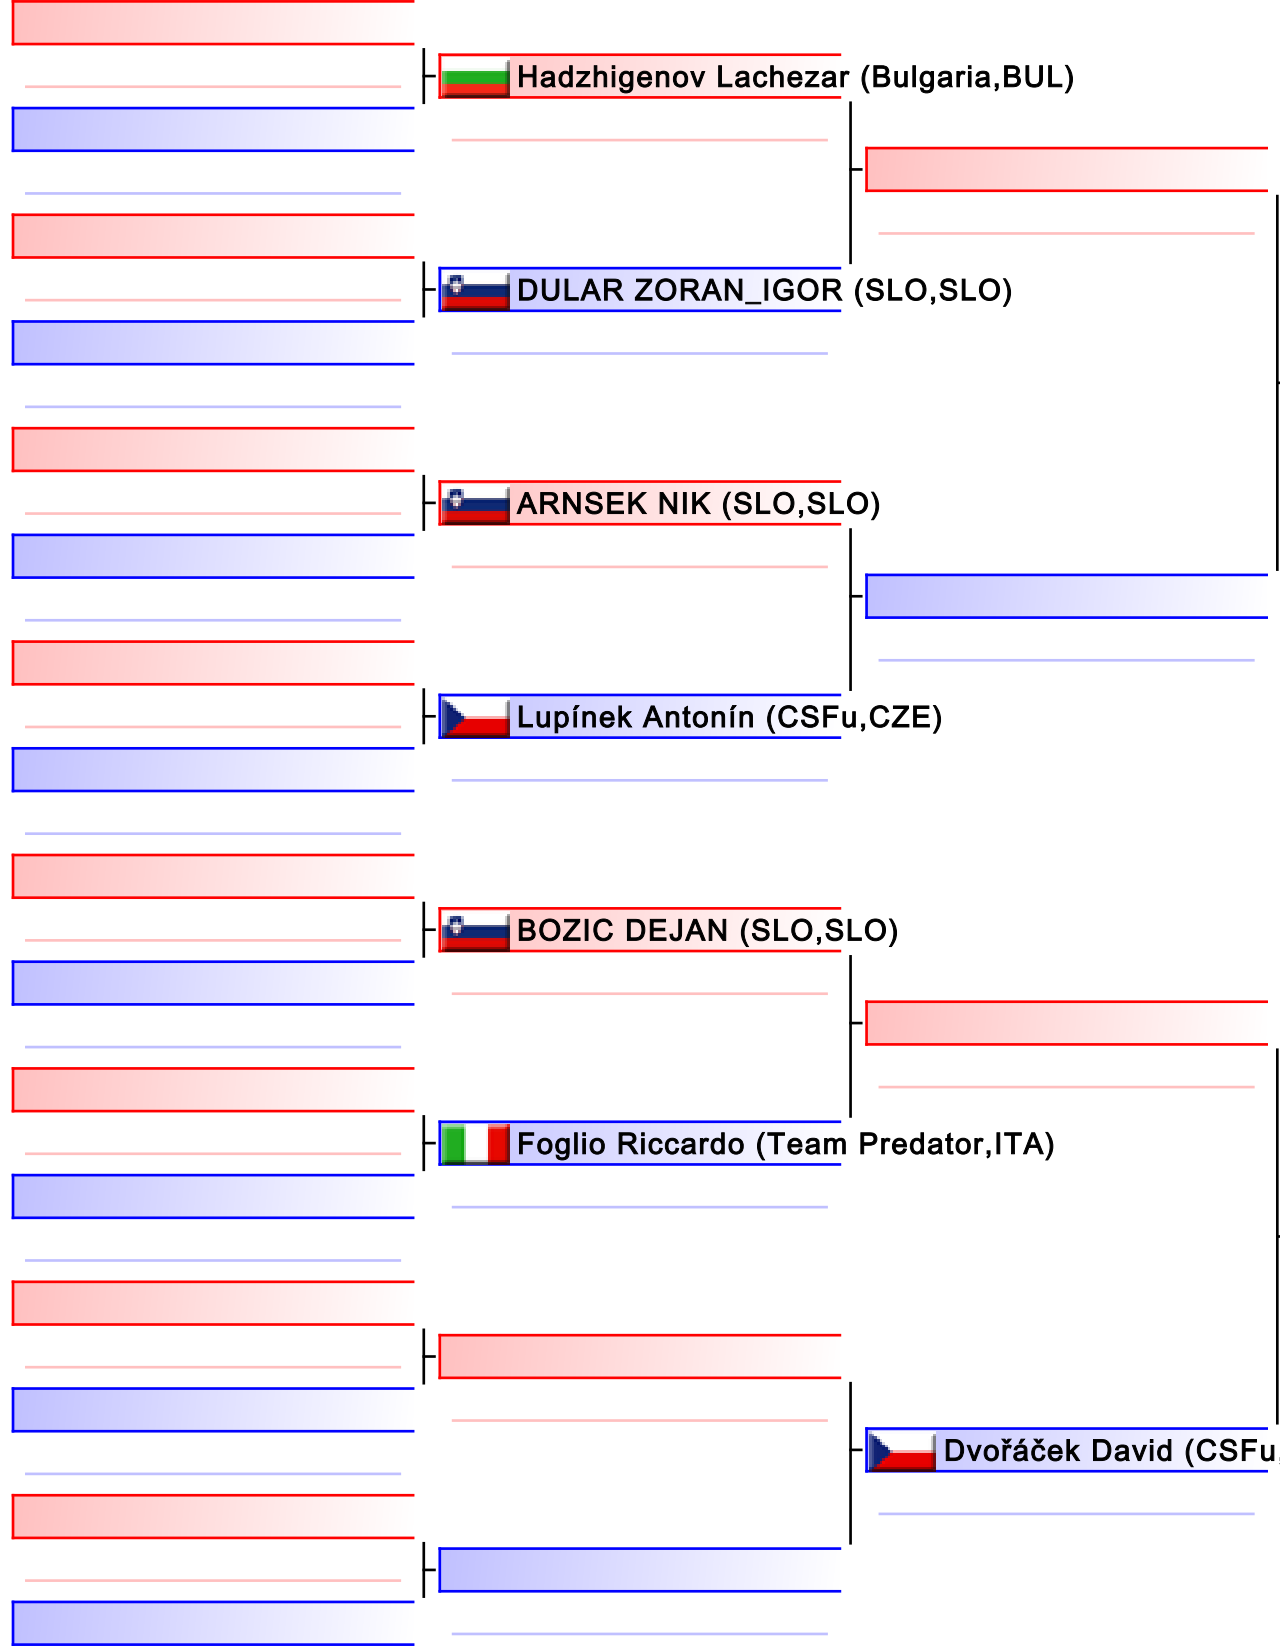 Hadzhigenov Lachezar (Bulgaria,BUL)
DULAR ZORAN_IGOR (SLO,SLO)
ARNSEK NIK (SLO,SLO)
Lupínek Antonín (CSFu,CZE)
BOZIC DEJAN (SLO,SLO)
Foglio Riccardo (Team Predator,ITA)
Dvořáček David (CSFu,